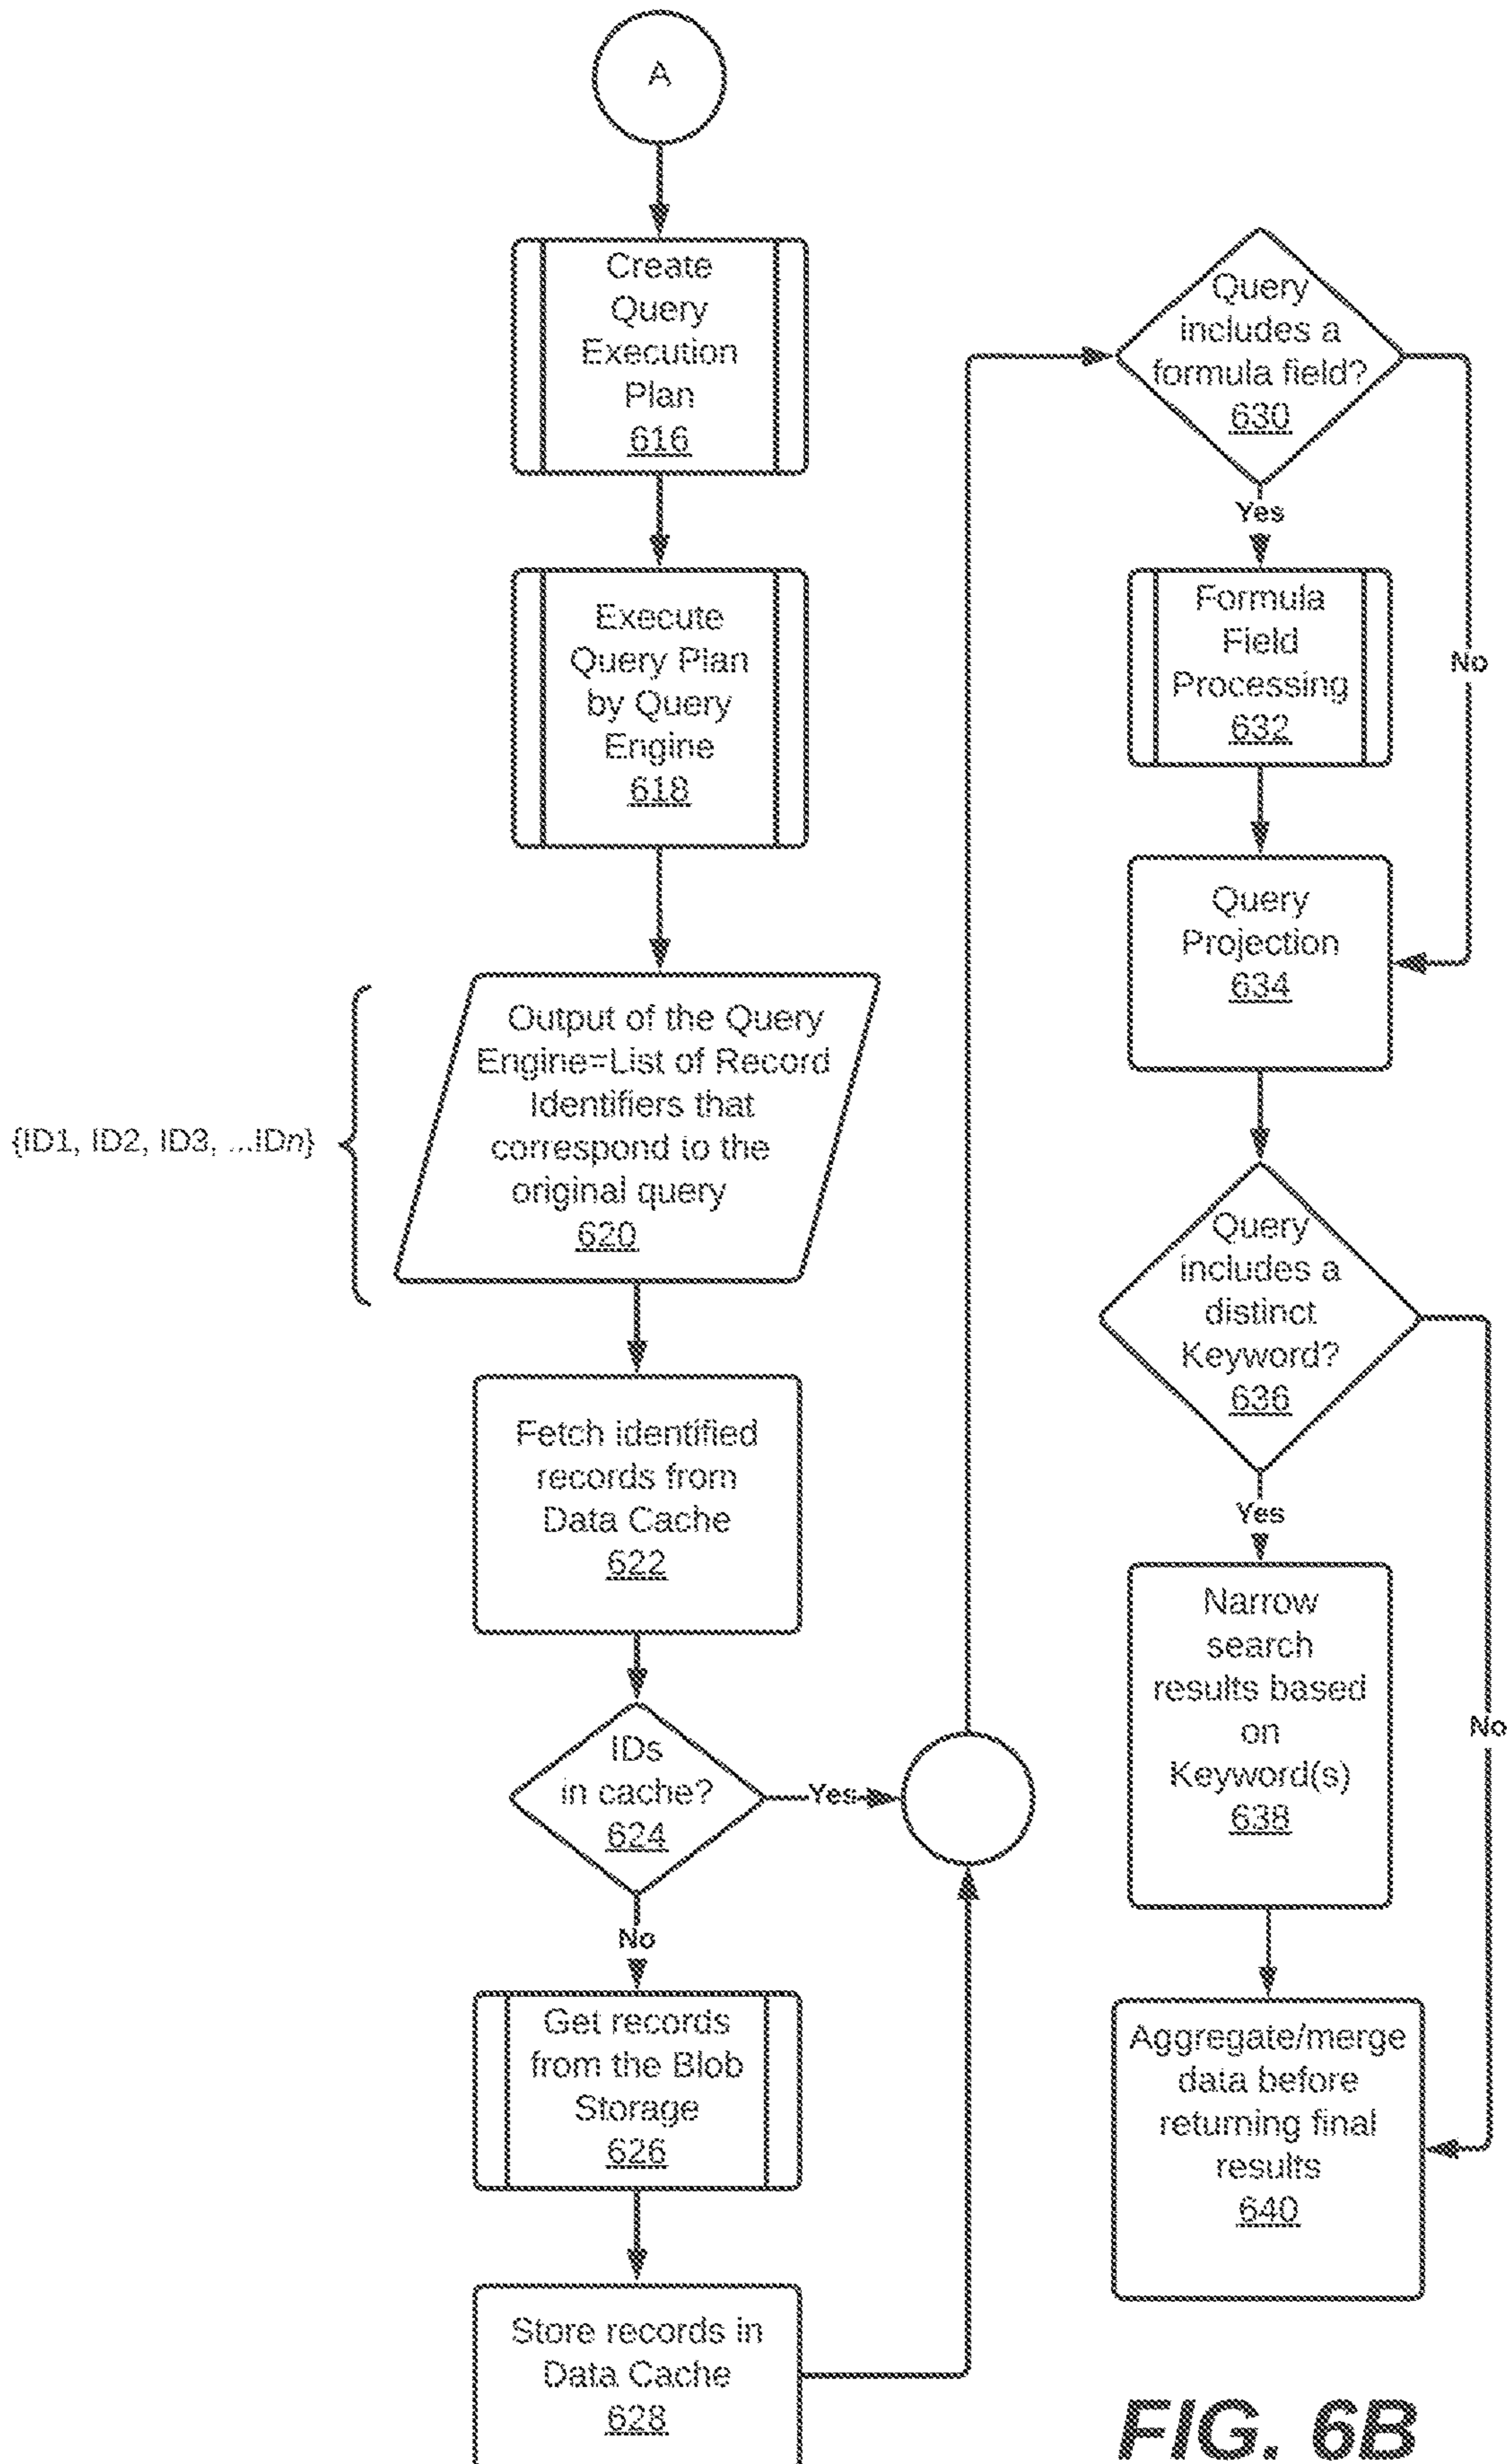 A
Create
Query
Execution
Plan
616
Execute
Query Plan
by Query
Engine
618
Output of the Query
Engine=List of Record
Identifiers that
correspond to the
original query
620
{ID1, ID2, ID3, ...IDn}
Fetch identified
records from
Data Cache
622
IDs
in cache?
624
Yes
No
Get records
from the Blob
Storage
626
Store records in
Data Cache
628
Query
includes a
formula field?
630
Yes
No
Formula
Field
Processing
632
Query
Projection
634
Query
includes a
distinct
Keyword?
636
Yes
No
Narrow
search
results based
on
Keyword(s)
638
Aggregate/merge
data before
returning final
results
640
FIG. 6B